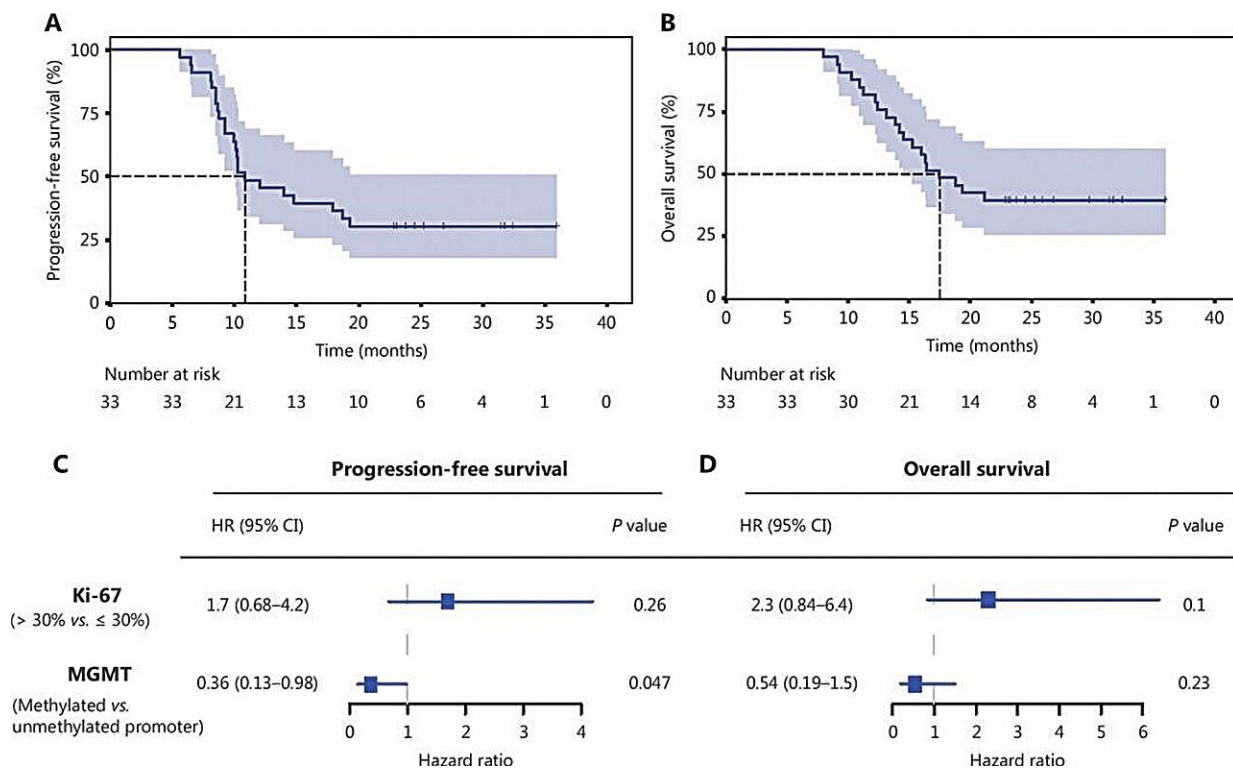 A
Progression-free survival (%)
100
75
50
25
0
0 5 10 15 20 25 30 35 40
Time (months)
Number at risk
33 33 21 13 10 6 4 1 0
B
Overall survival (%)
100
75
50
25
0
0 5 10 15 20 25 30 35 40
Time (months)
Number at risk
33 33 30 21 14 8 4 1 0
C Progression-free survival
D Overall survival
HR (95% CI) P value HR (95% CI) P value
Ki-67
(> 30% vs. ≤ 30%)
1.7 (0.68–4.2) 0.26 2.3 (0.84–6.4) 0.1
MGMT
(Methylated vs.
unmethylated promoter)
0.36 (0.13–0.98) 0.047 0.54 (0.19–1.5) 0.23
0 1 2 3 4
Hazard ratio
0 1 2 3 4 5 6
Hazard ratio